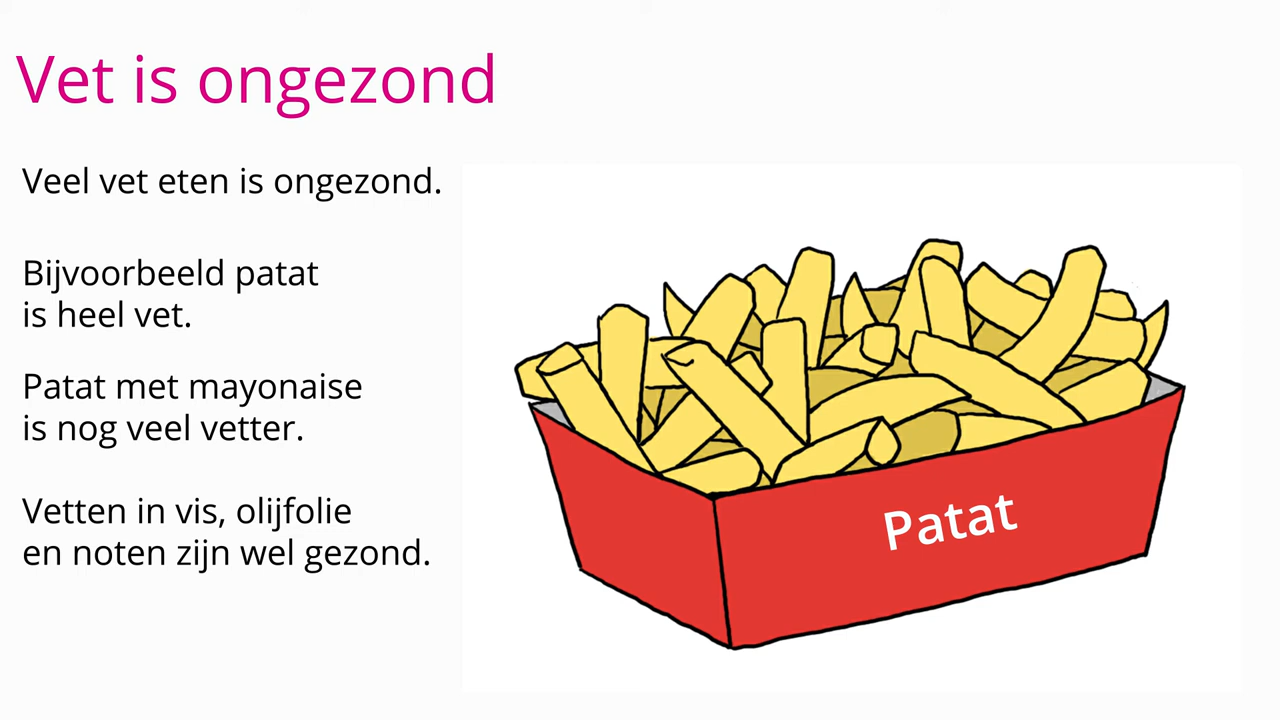 Vet is ongezond
Veel vet eten is ongezond.
Bijvoorbeeld patat
is heel vet.
Patat met mayonaise
is nog veel vetter.
Vetten in vis, olijfolie
en noten zijn wel gezond.
Patat